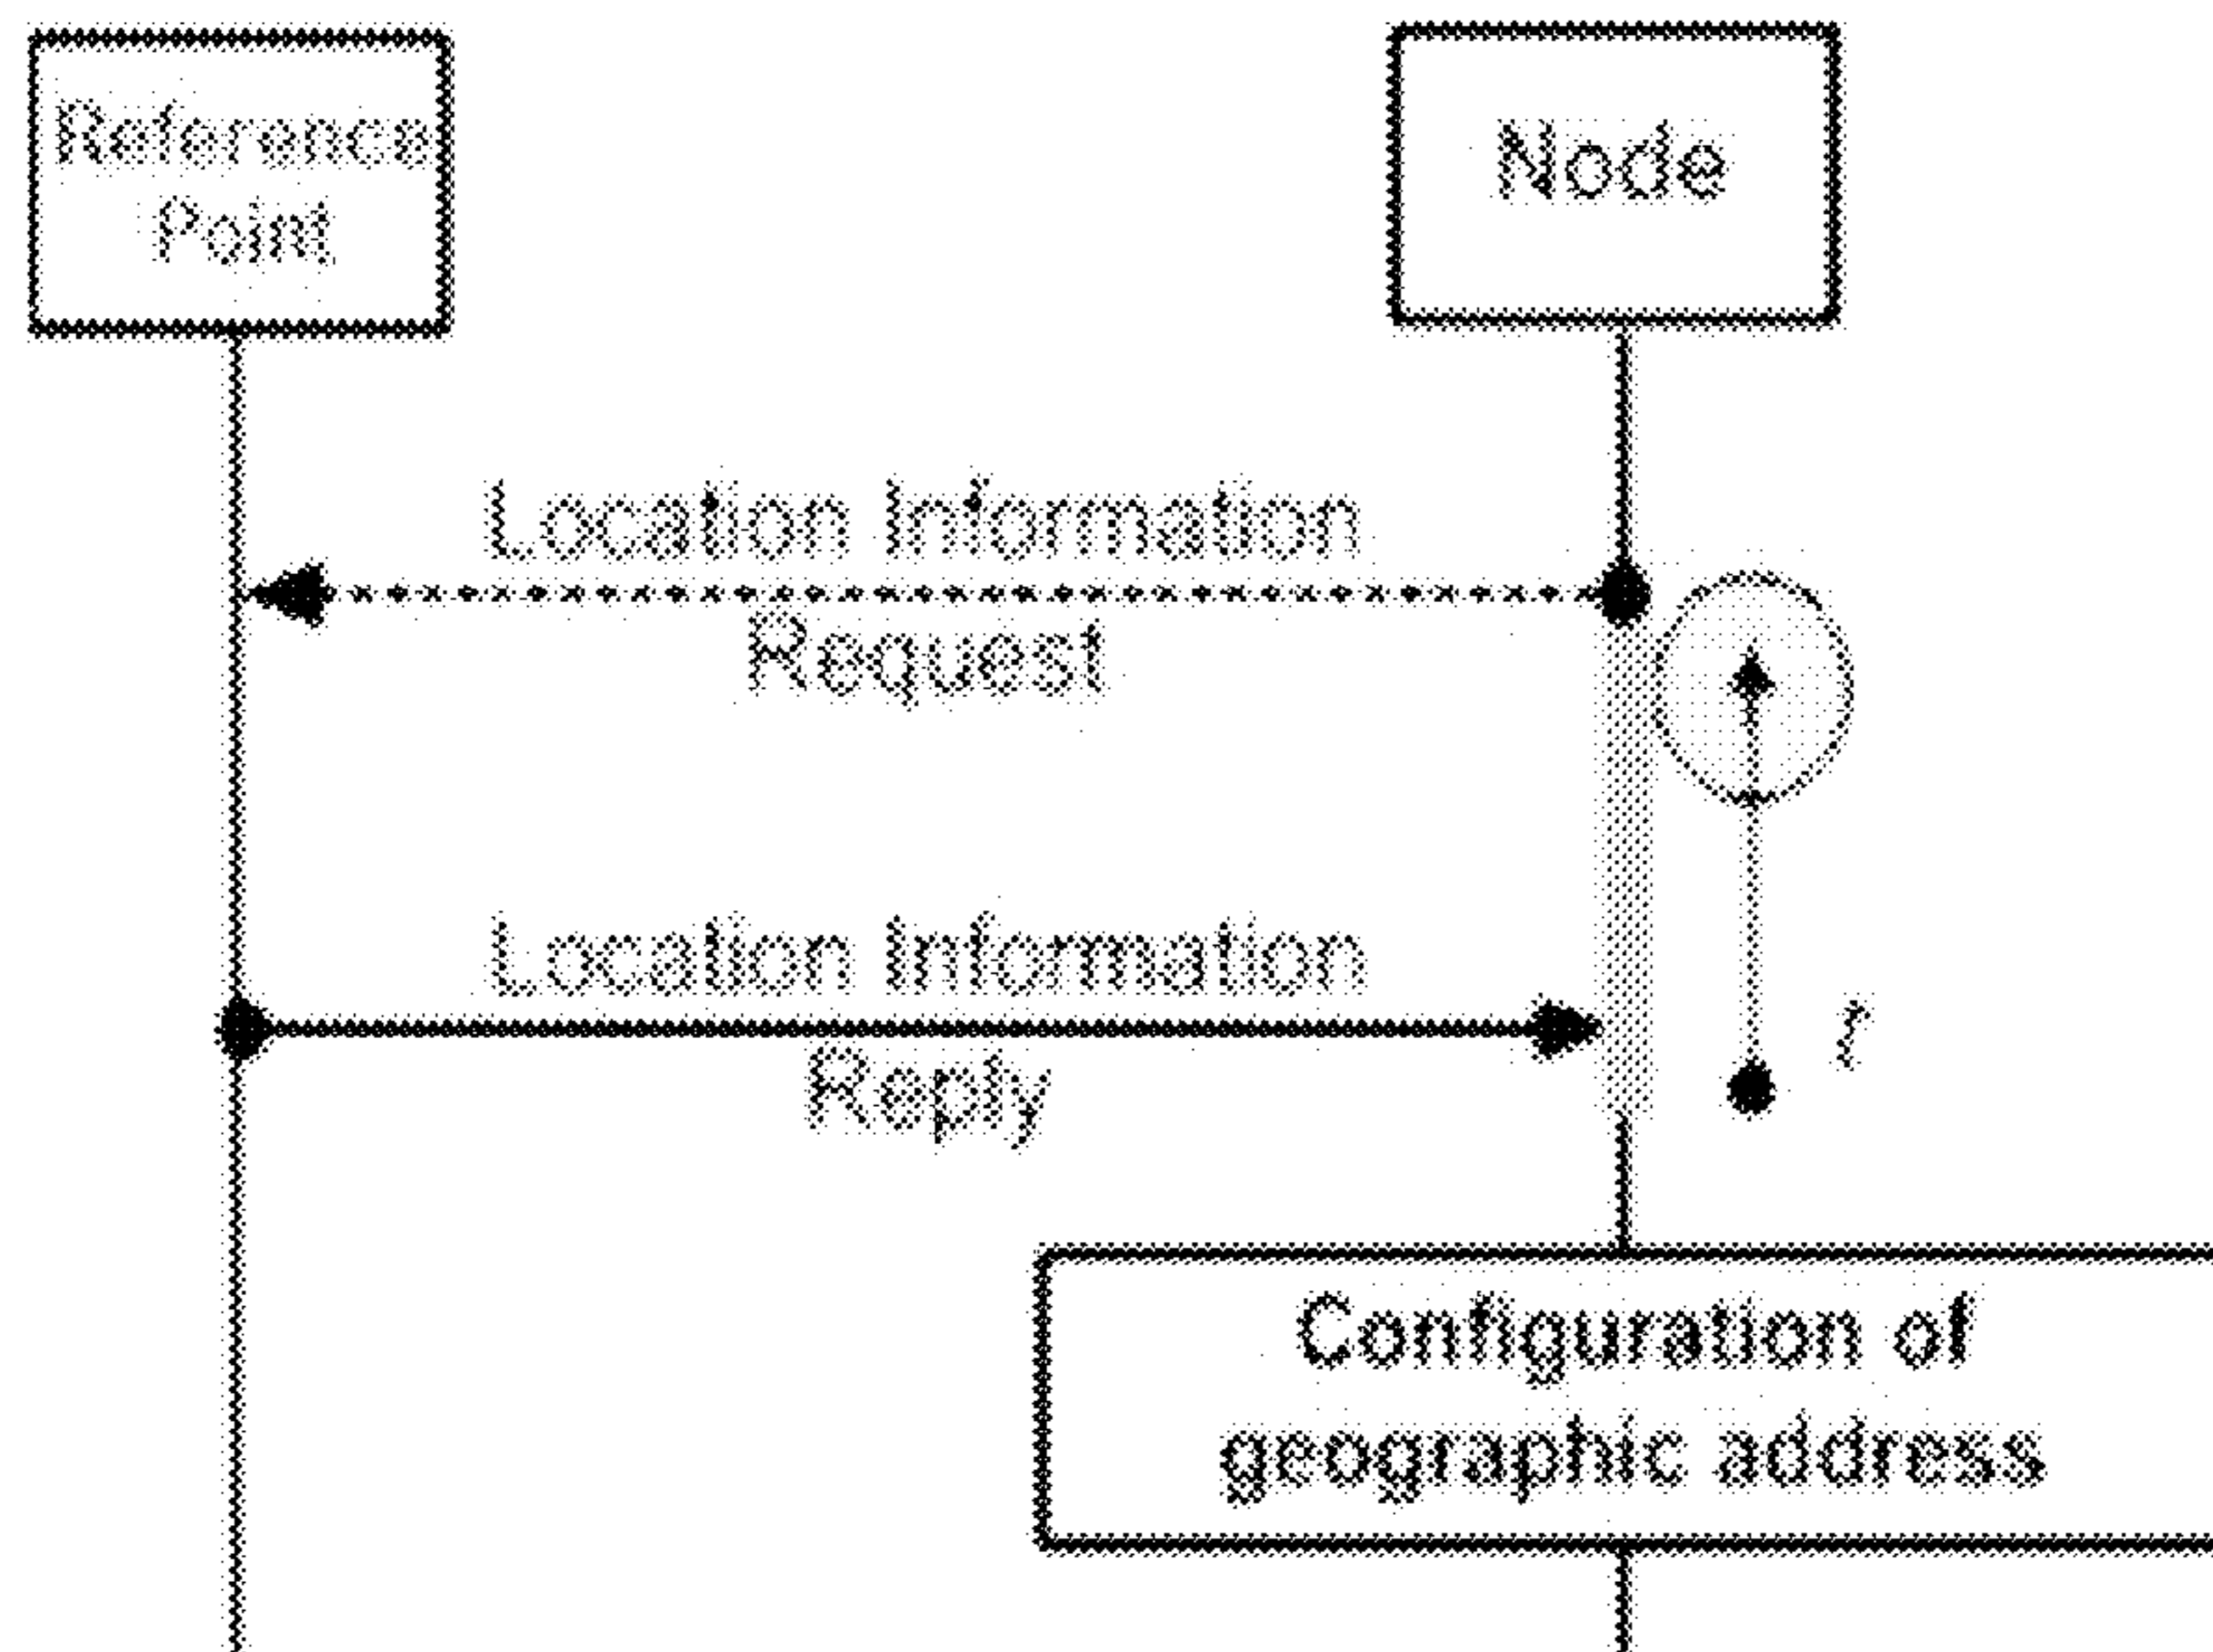 Reference
Point
Node
Location Information
Request
Location Information
Reply
Configuration of
geographic address